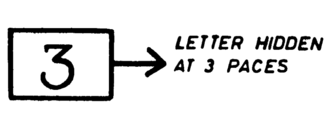 3
LETTER HIDDEN
AT 3 PACES